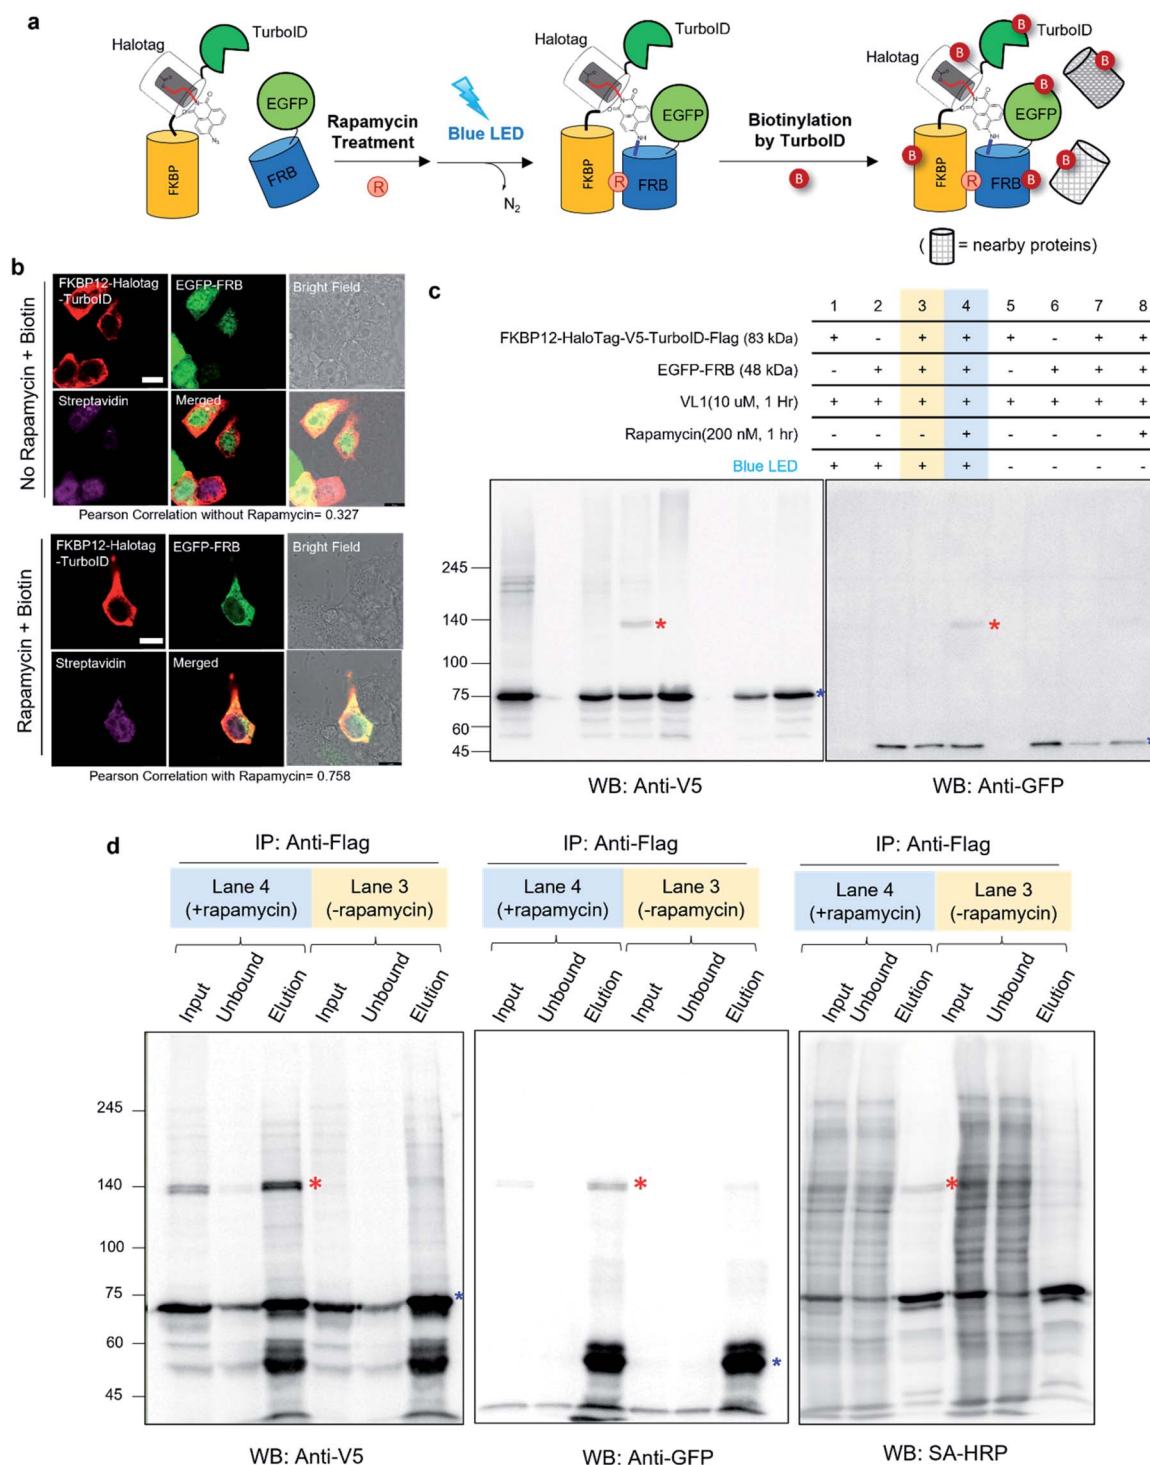 a
Halotag
TurboID
EGFP
FKBP
FRB
N₃
Rapamycin
Treatment
R
Blue LED
N₂
Halotag
TurboID
EGFP
NH
FKBP
R
FRB
Biotinylation
by TurboID
B
Halotag
TurboID
B
B
B
EGFP
B
NH
B
B
FKBP
R
FRB
B
( = nearby proteins)
b
No Rapamycin + Biotin
FKBP12-Halotag
-TurboID
EGFP-FRB
Bright Field
Streptavidin
Merged
Pearson Correlation without Rapamycin= 0.327
Rapamycin + Biotin
FKBP12-Halotag
-TurboID
EGFP-FRB
Bright Field
Streptavidin
Merged
Pearson Correlation with Rapamycin= 0.758
c
1 2 3 4 5 6 7 8
FKBP12-HaloTag-V5-TurboID-Flag (83 kDa) + - + + + - + +
EGFP-FRB (48 kDa) - + + + - + + +
VL1(10 uM, 1 Hr) + + + + + + + +
Rapamycin(200 nM, 1 hr) - - - + - - - +
Blue LED + + + + - - - -
245
140
100
75
60
45
*
*
*
*
WB: Anti-V5
WB: Anti-GFP
d
IP: Anti-Flag
Lane 4
(+rapamycin)
Lane 3
(-rapamycin)
Input
Unbound
Elution
Input
Unbound
Elution
245
140
100
75
60
45
*
*
WB: Anti-V5
IP: Anti-Flag
Lane 4
(+rapamycin)
Lane 3
(-rapamycin)
Input
Unbound
Elution
Input
Unbound
Elution
*
*
WB: Anti-GFP
IP: Anti-Flag
Lane 4
(+rapamycin)
Lane 3
(-rapamycin)
Input
Unbound
Elution
Input
Unbound
Elution
*
WB: SA-HRP